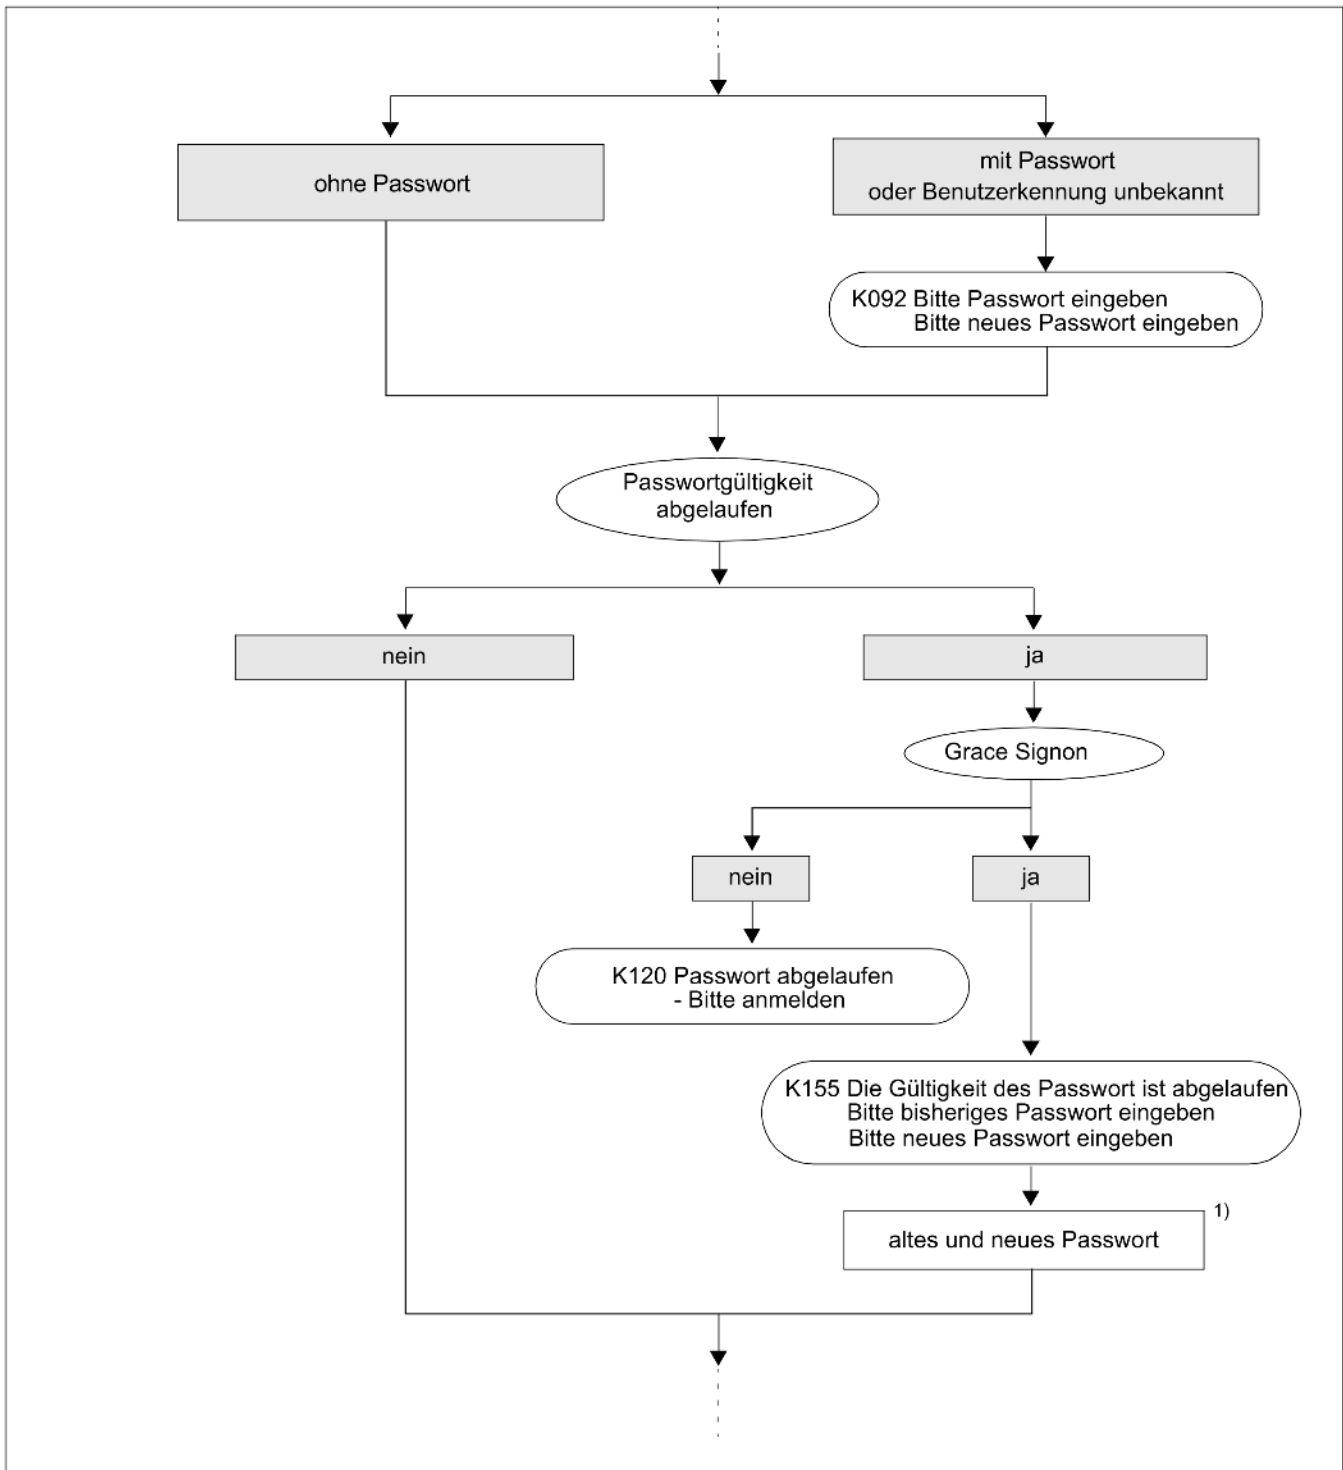 ohne Passwort
mit Passwort
oder Benutzerkennung unbekannt
K092 Bitte Passwort eingeben
Bitte neues Passwort eingeben
Passwortgültigkeit
abgelaufen
nein
ja
Grace Signon
nein
ja
K120 Passwort abgelaufen
- Bitte anmelden
K155 Die Gültigkeit des Passwort ist abgelaufen
Bitte bisheriges Passwort eingeben
Bitte neues Passwort eingeben
1)
altes und neues Passwort